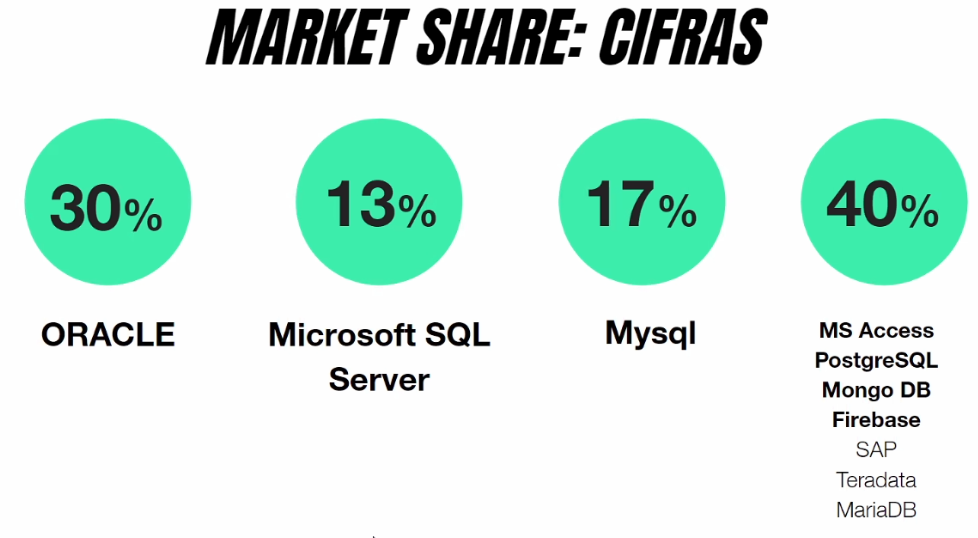 MARKET SHARE: CIFRAS
30%
13%
17%
40%
ORACLE
Microsoft SQL
Server
Mysql
MS Access
PostgreSQL
Mongo DB
Firebase
SAP
Teradata
MariaDB